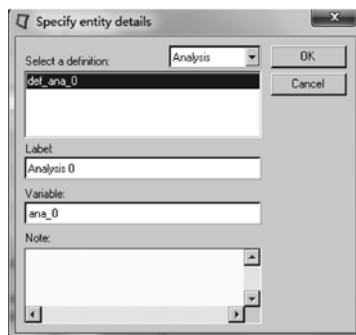 Specify entity details
Select a definition:
Analysis
OK
def_ana_0
Cancel
Label:
Analysis 0
Variable:
ana_0
Note: